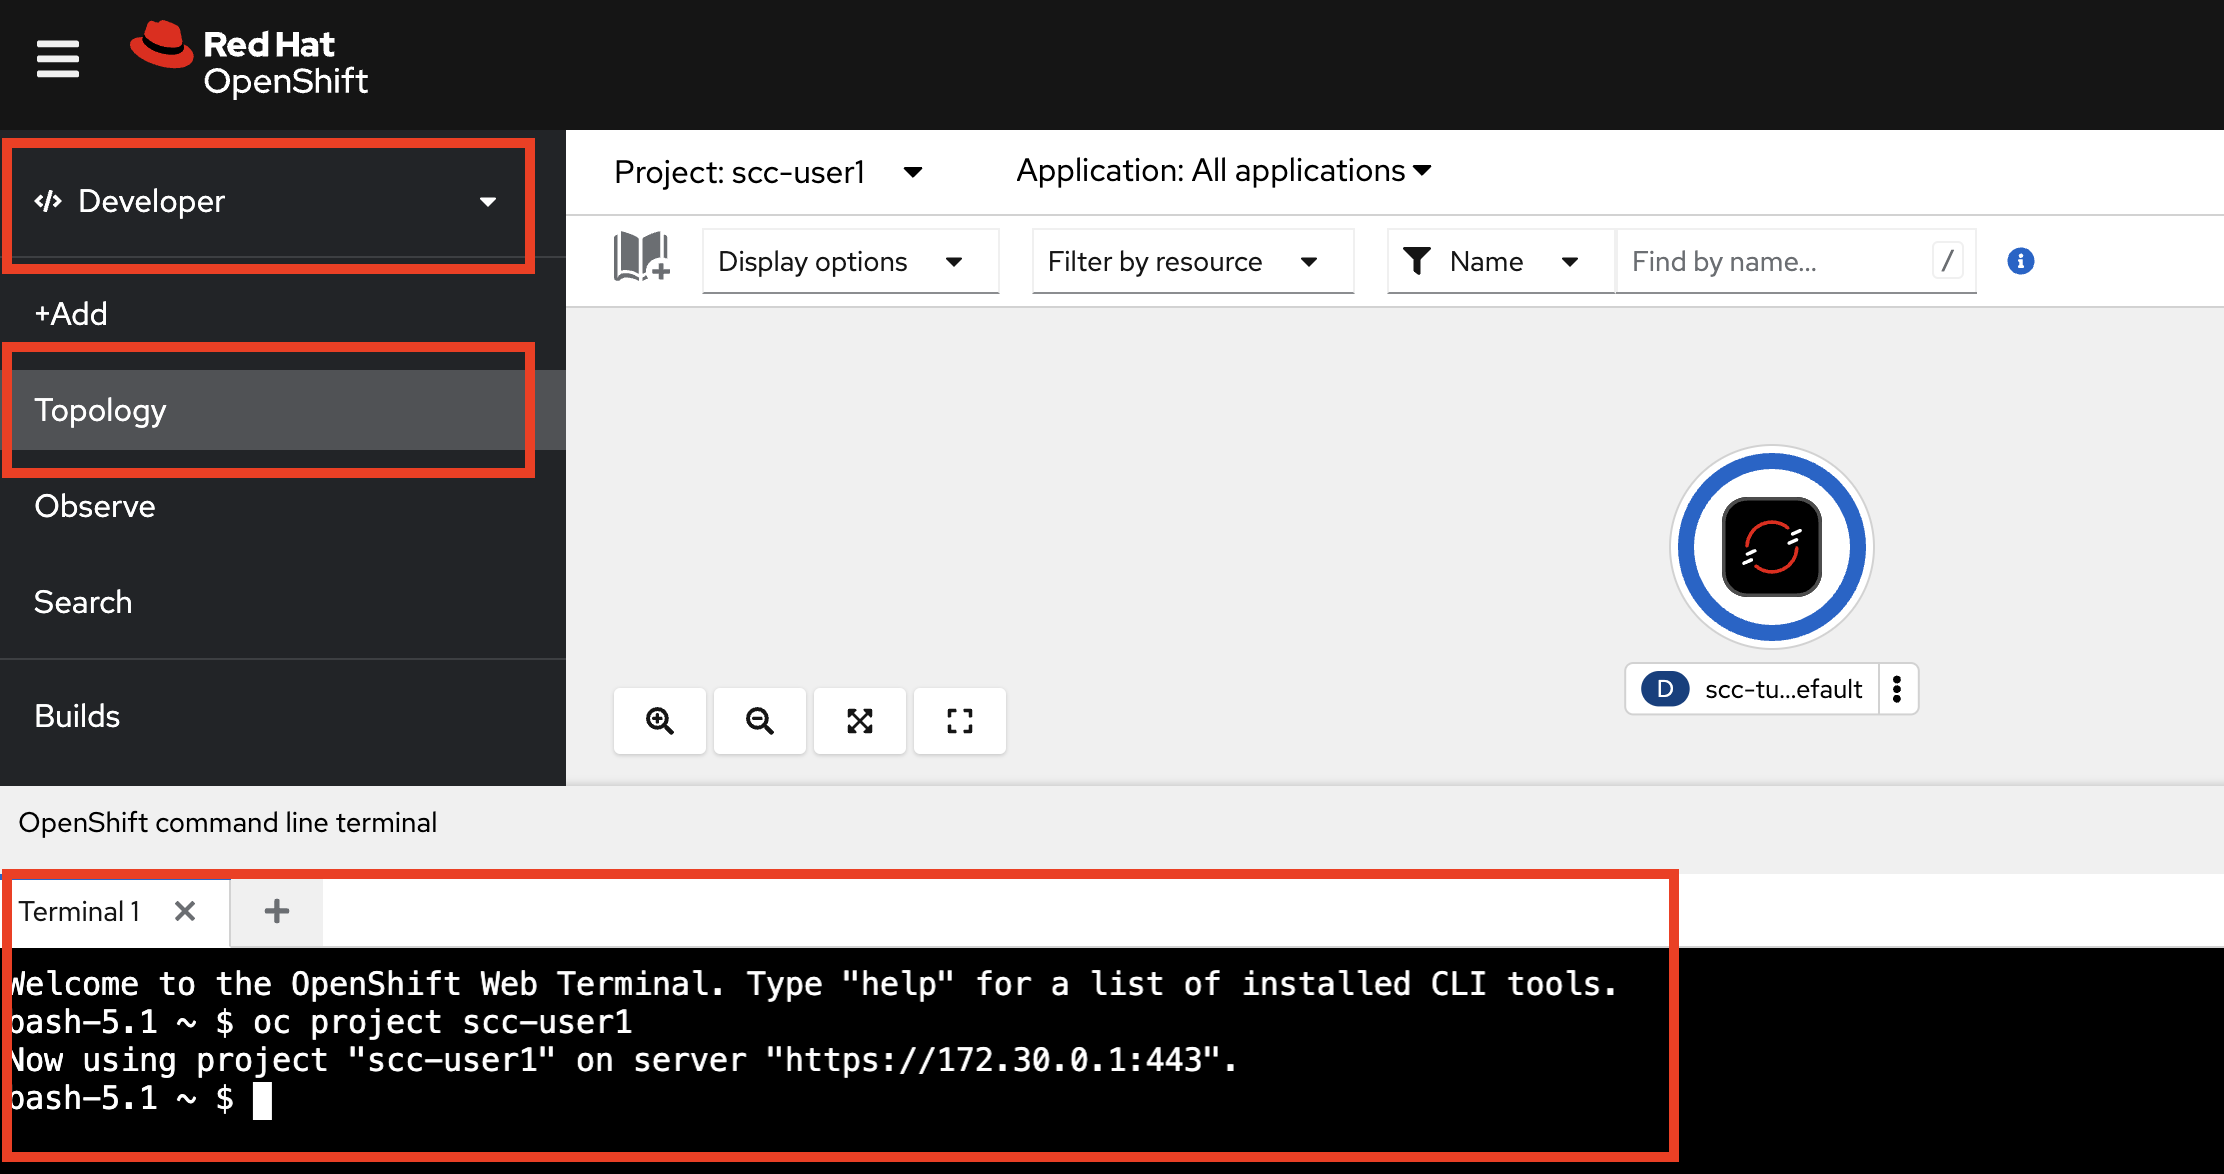 Red Hat
OpenShift
</> Developer
+Add
Topology
Observe
Search
Builds
Project: scc-user1
Application: All applications
Display options
Filter by resource
Name
Find by name...
/
i
D scc-tu...efault
OpenShift command line terminal
Terminal 1
Welcome to the OpenShift Web Terminal. Type "help" for a list of installed CLI tools.
bash-5.1 ~ $ oc project scc-user1
Now using project "scc-user1" on server "https://172.30.0.1:443".
bash-5.1 ~ $